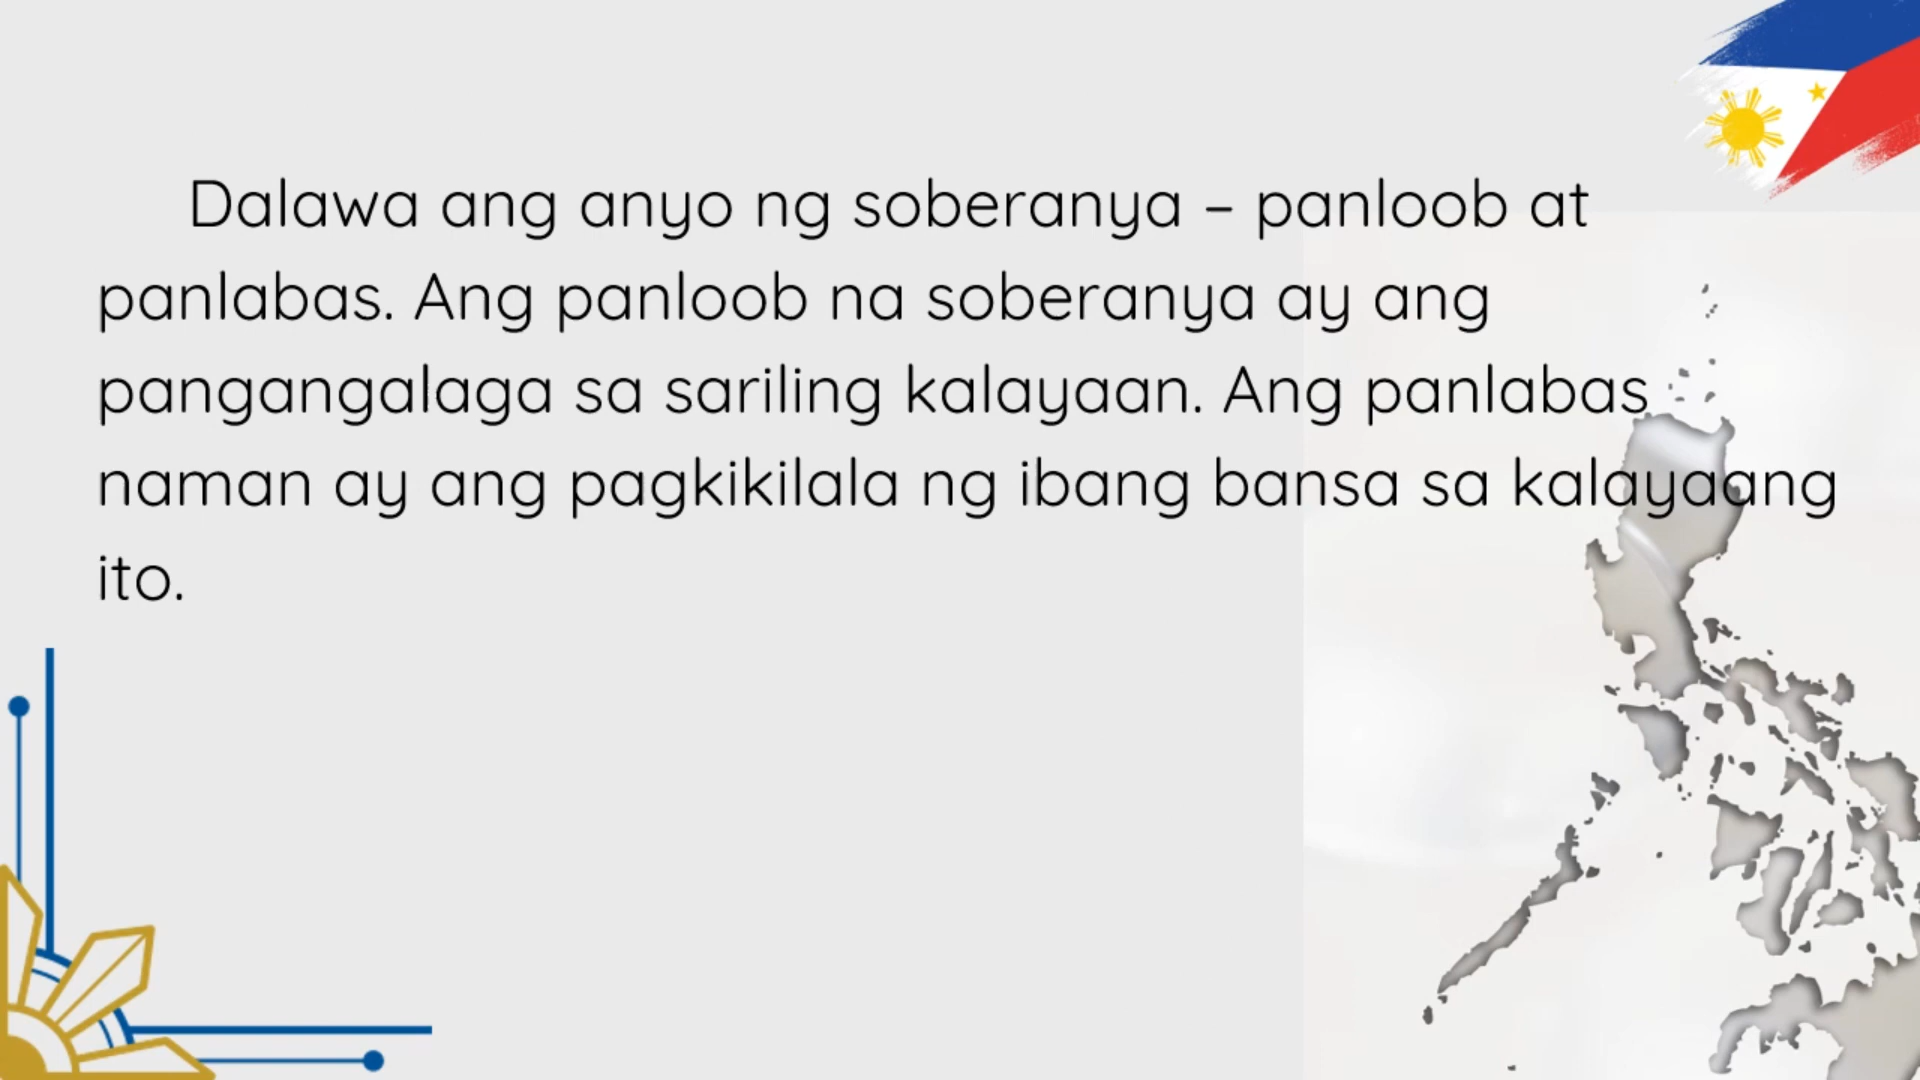 Dalawa ang anyo ng soberanya – panloob at
panlabas. Ang panloob na soberanya ay ang
pangangalaga sa sariling kalayaan. Ang panlabas
naman ay ang pagkikilala ng ibang bansa sa kalayaang
ito.